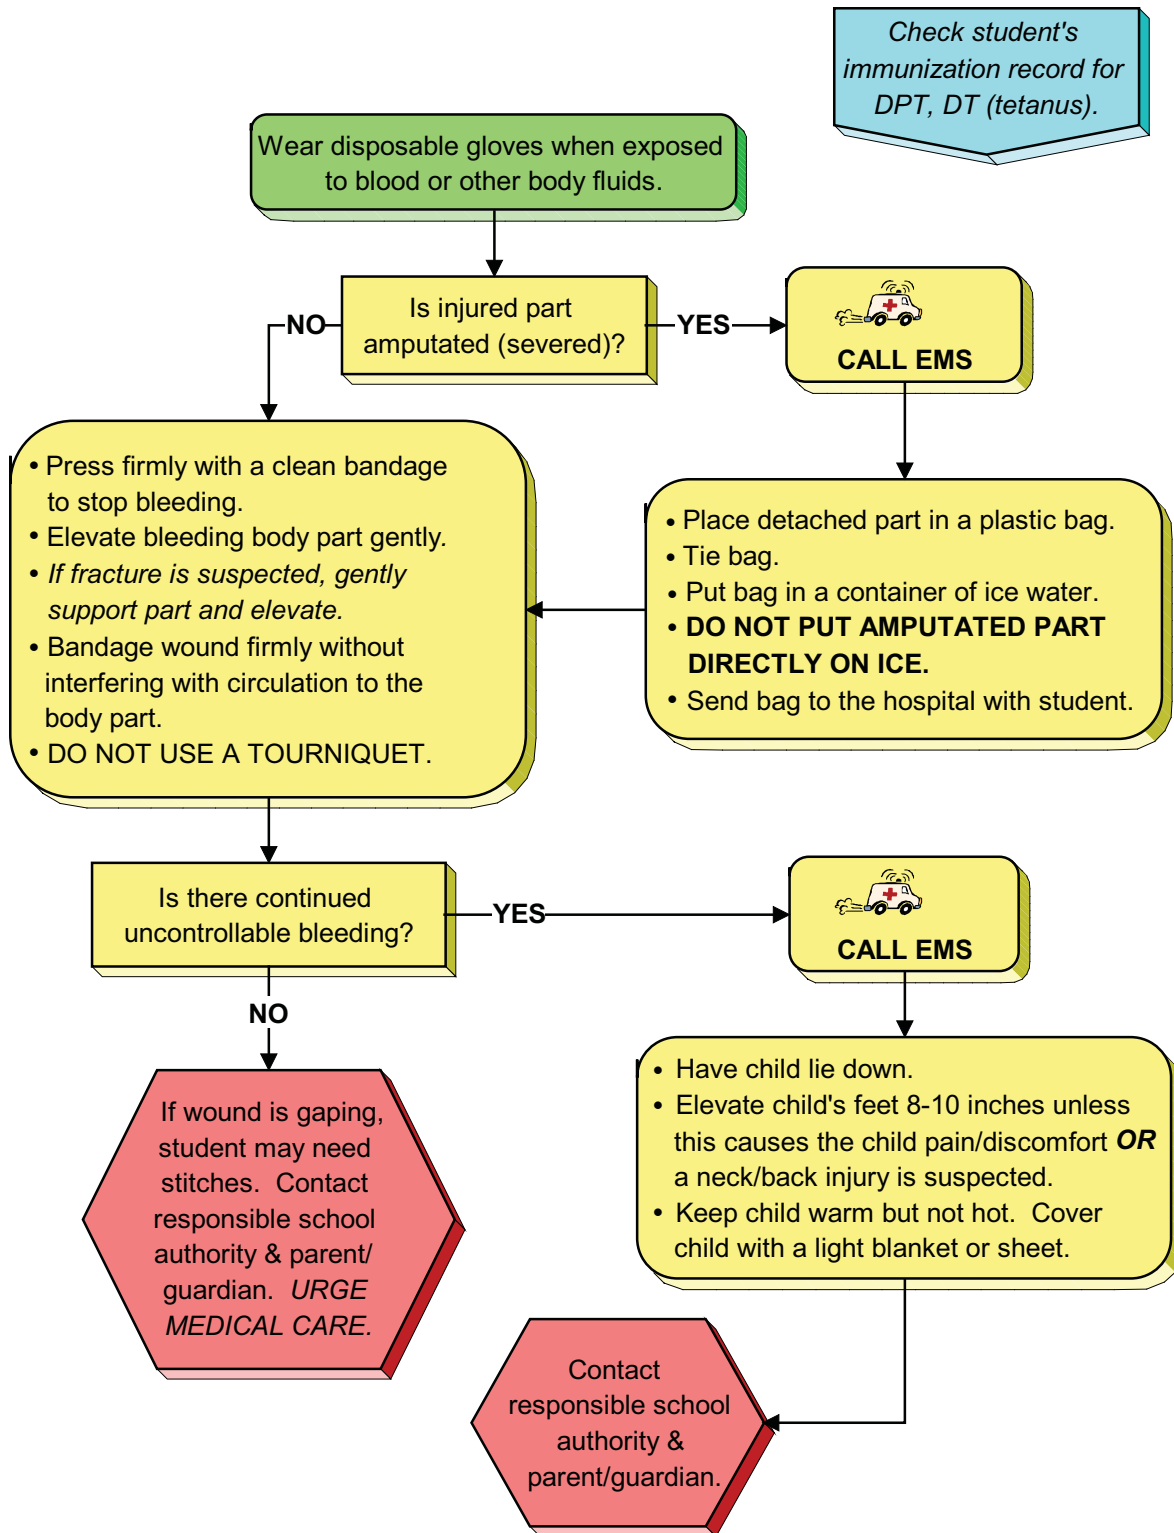 Check student's
immunization record for
DPT, DT (tetanus).
Wear disposable gloves when exposed
to blood or other body fluids.
Is injured part
amputated (severed)?
NO
YES
CALL EMS
• Press firmly with a clean bandage
to stop bleeding.
• Elevate bleeding body part gently.
• If fracture is suspected, gently
support part and elevate.
• Bandage wound firmly without
interfering with circulation to the
body part.
• DO NOT USE A TOURNIQUET.
• Place detached part in a plastic bag.
• Tie bag.
• Put bag in a container of ice water.
• DO NOT PUT AMPUTATED PART
DIRECTLY ON ICE.
• Send bag to the hospital with student.
Is there continued
uncontrollable bleeding?
YES
CALL EMS
NO
If wound is gaping,
student may need
stitches. Contact
responsible school
authority & parent/
guardian. URGE
MEDICAL CARE.
• Have child lie down.
• Elevate child's feet 8-10 inches unless
this causes the child pain/discomfort OR
a neck/back injury is suspected.
• Keep child warm but not hot. Cover
child with a light blanket or sheet.
Contact
responsible school
authority &
parent/guardian.